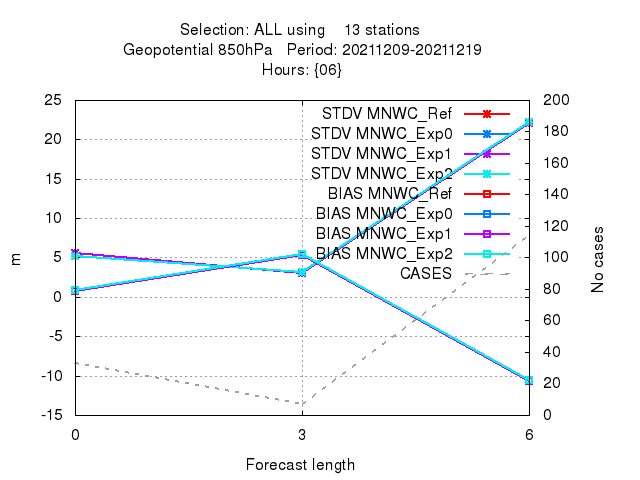 Selection: ALL using 13 stations
Geopotential 850hPa Period: 20211209-20211219
Hours: {06}
STDV MNWC_Ref
STDV MNWC_Exp0
STDV MNWC_Exp1
STDV MNWC_Exp2
BIAS MNWC_Ref
BIAS MNWC_Exp0
BIAS MNWC_Exp1
BIAS MNWC_Exp2
CASES
25
20
15
10
5
0
-5
-10
-15
m
200
180
160
140
120
100
80
60
40
20
0
No cases
0 3 6
Forecast length